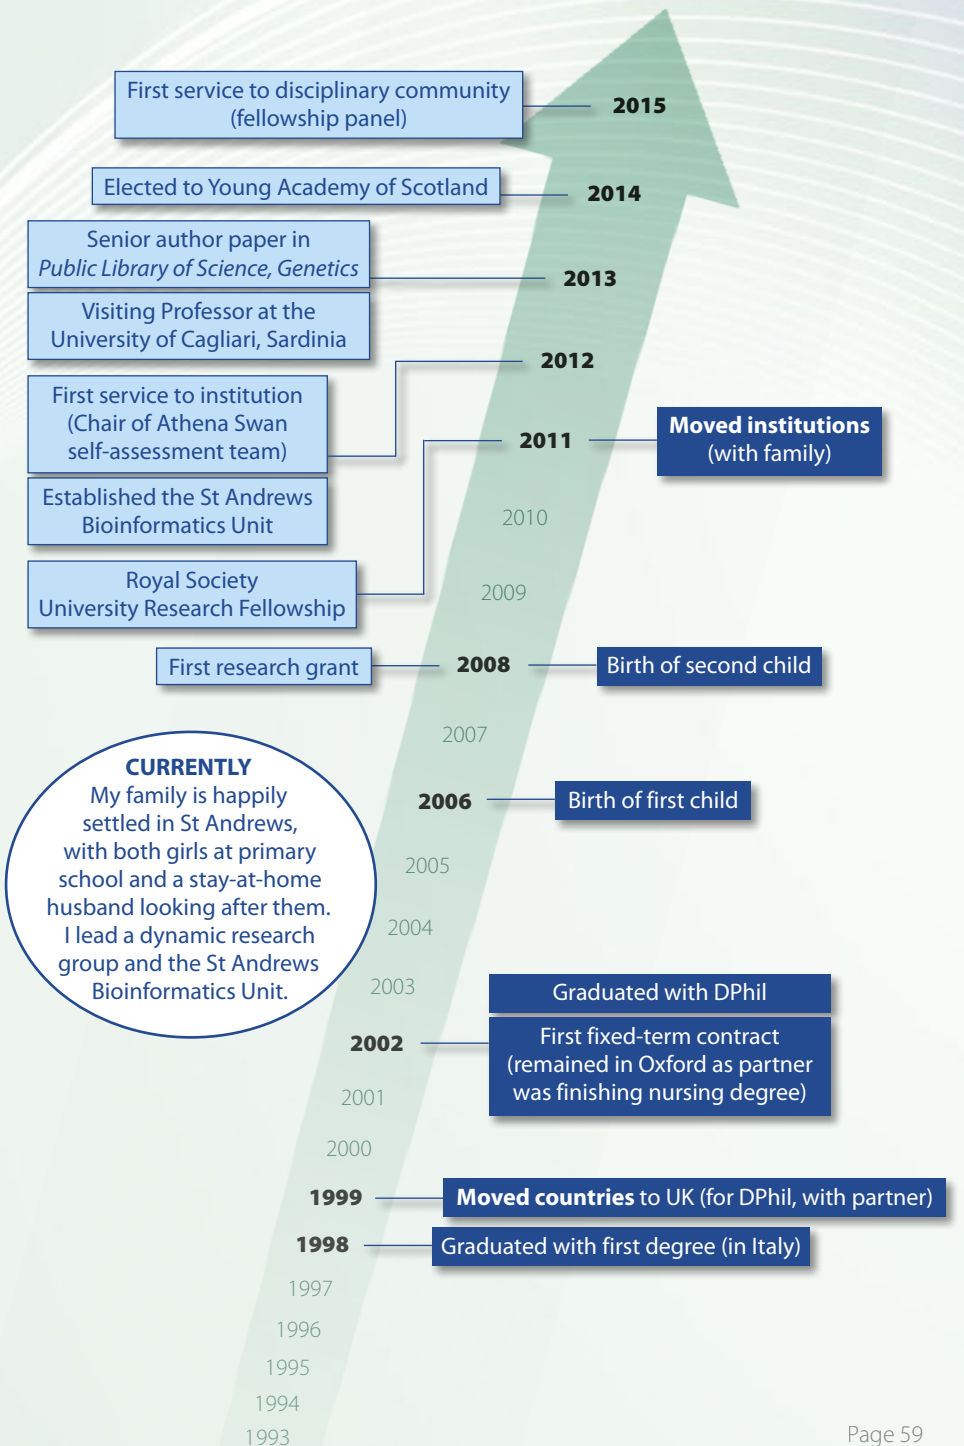 First service to disciplinary community
(fellowship panel)
2015
Elected to Young Academy of Scotland
2014
Senior author paper in
Public Library of Science, Genetics
2013
Visiting Professor at the
University of Cagliari, Sardinia
2012
First service to institution
(Chair of Athena Swan
self-assessment team)
2011
Moved institutions
(with family)
Established the St Andrews
Bioinformatics Unit
2010
Royal Society
University Research Fellowship
2009
First research grant
2008
Birth of second child
2007
CURRENTLY
My family is happily
settled in St Andrews,
with both girls at primary
school and a stay-at-home
husband looking after them.
I lead a dynamic research
group and the St Andrews
Bioinformatics Unit.
2006
Birth of first child
2005
2004
2003
Graduated with DPhil
2002
First fixed-term contract
(remained in Oxford as partner
was finishing nursing degree)
2001
2000
1999
Moved countries to UK (for DPhil, with partner)
1998
Graduated with first degree (in Italy)
1997
1996
1995
1994
1993
Page 59